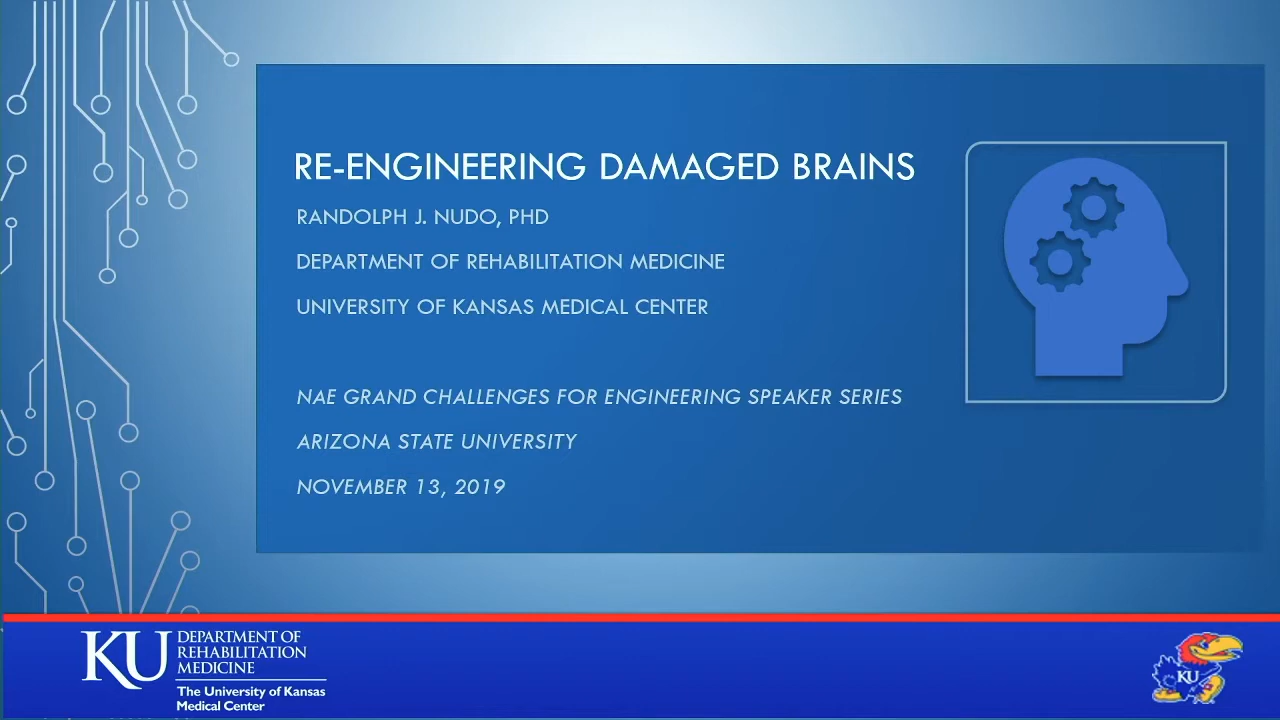 RE-ENGINEERING DAMAGED BRAINS
RANDOLPH J. NUDO, PHD
DEPARTMENT OF REHABILITATION MEDICINE
UNIVERSITY OF KANSAS MEDICAL CENTER
NAE GRAND CHALLENGES FOR ENGINEERING SPEAKER SERIES
ARIZONA STATE UNIVERSITY
NOVEMBER 13, 2019
KU
DEPARTMENT OF
REHABILITATION
MEDICINE
The University of Kansas
Medical Center
KU